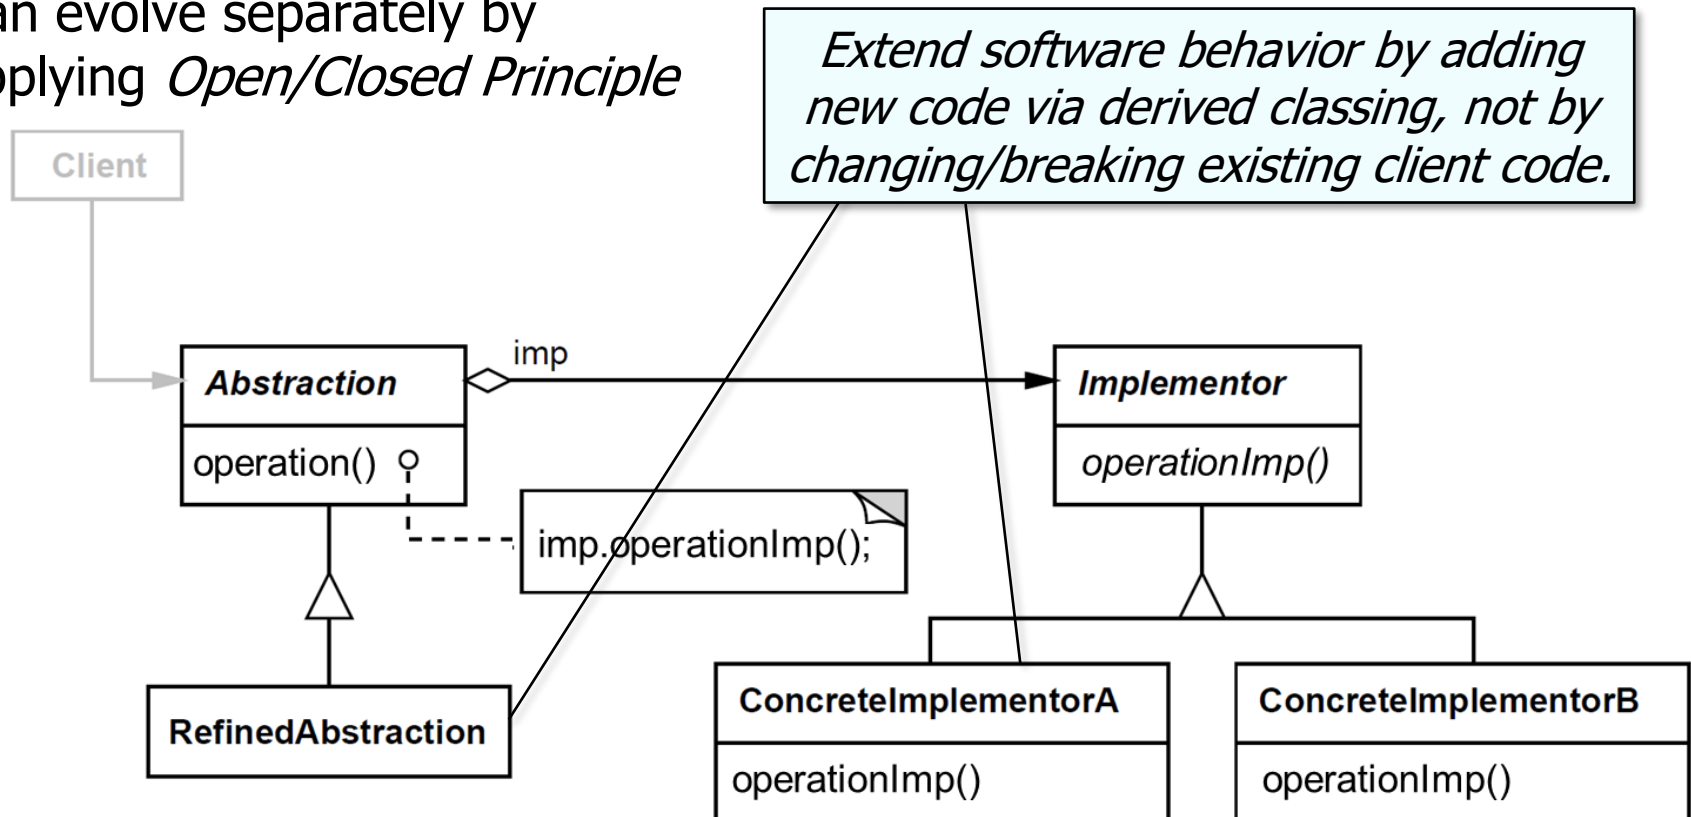 an evolve separately by
pplying Open/Closed Principle
Extend software behavior by adding
new code via derived classing, not by
changing/breaking existing client code.
Client
imp
Abstraction
Implementor
operation()
operationImp()
imp.operationImp();
RefinedAbstraction
ConcreteImplementorA
ConcreteImplementorB
operationImp()
operationImp()